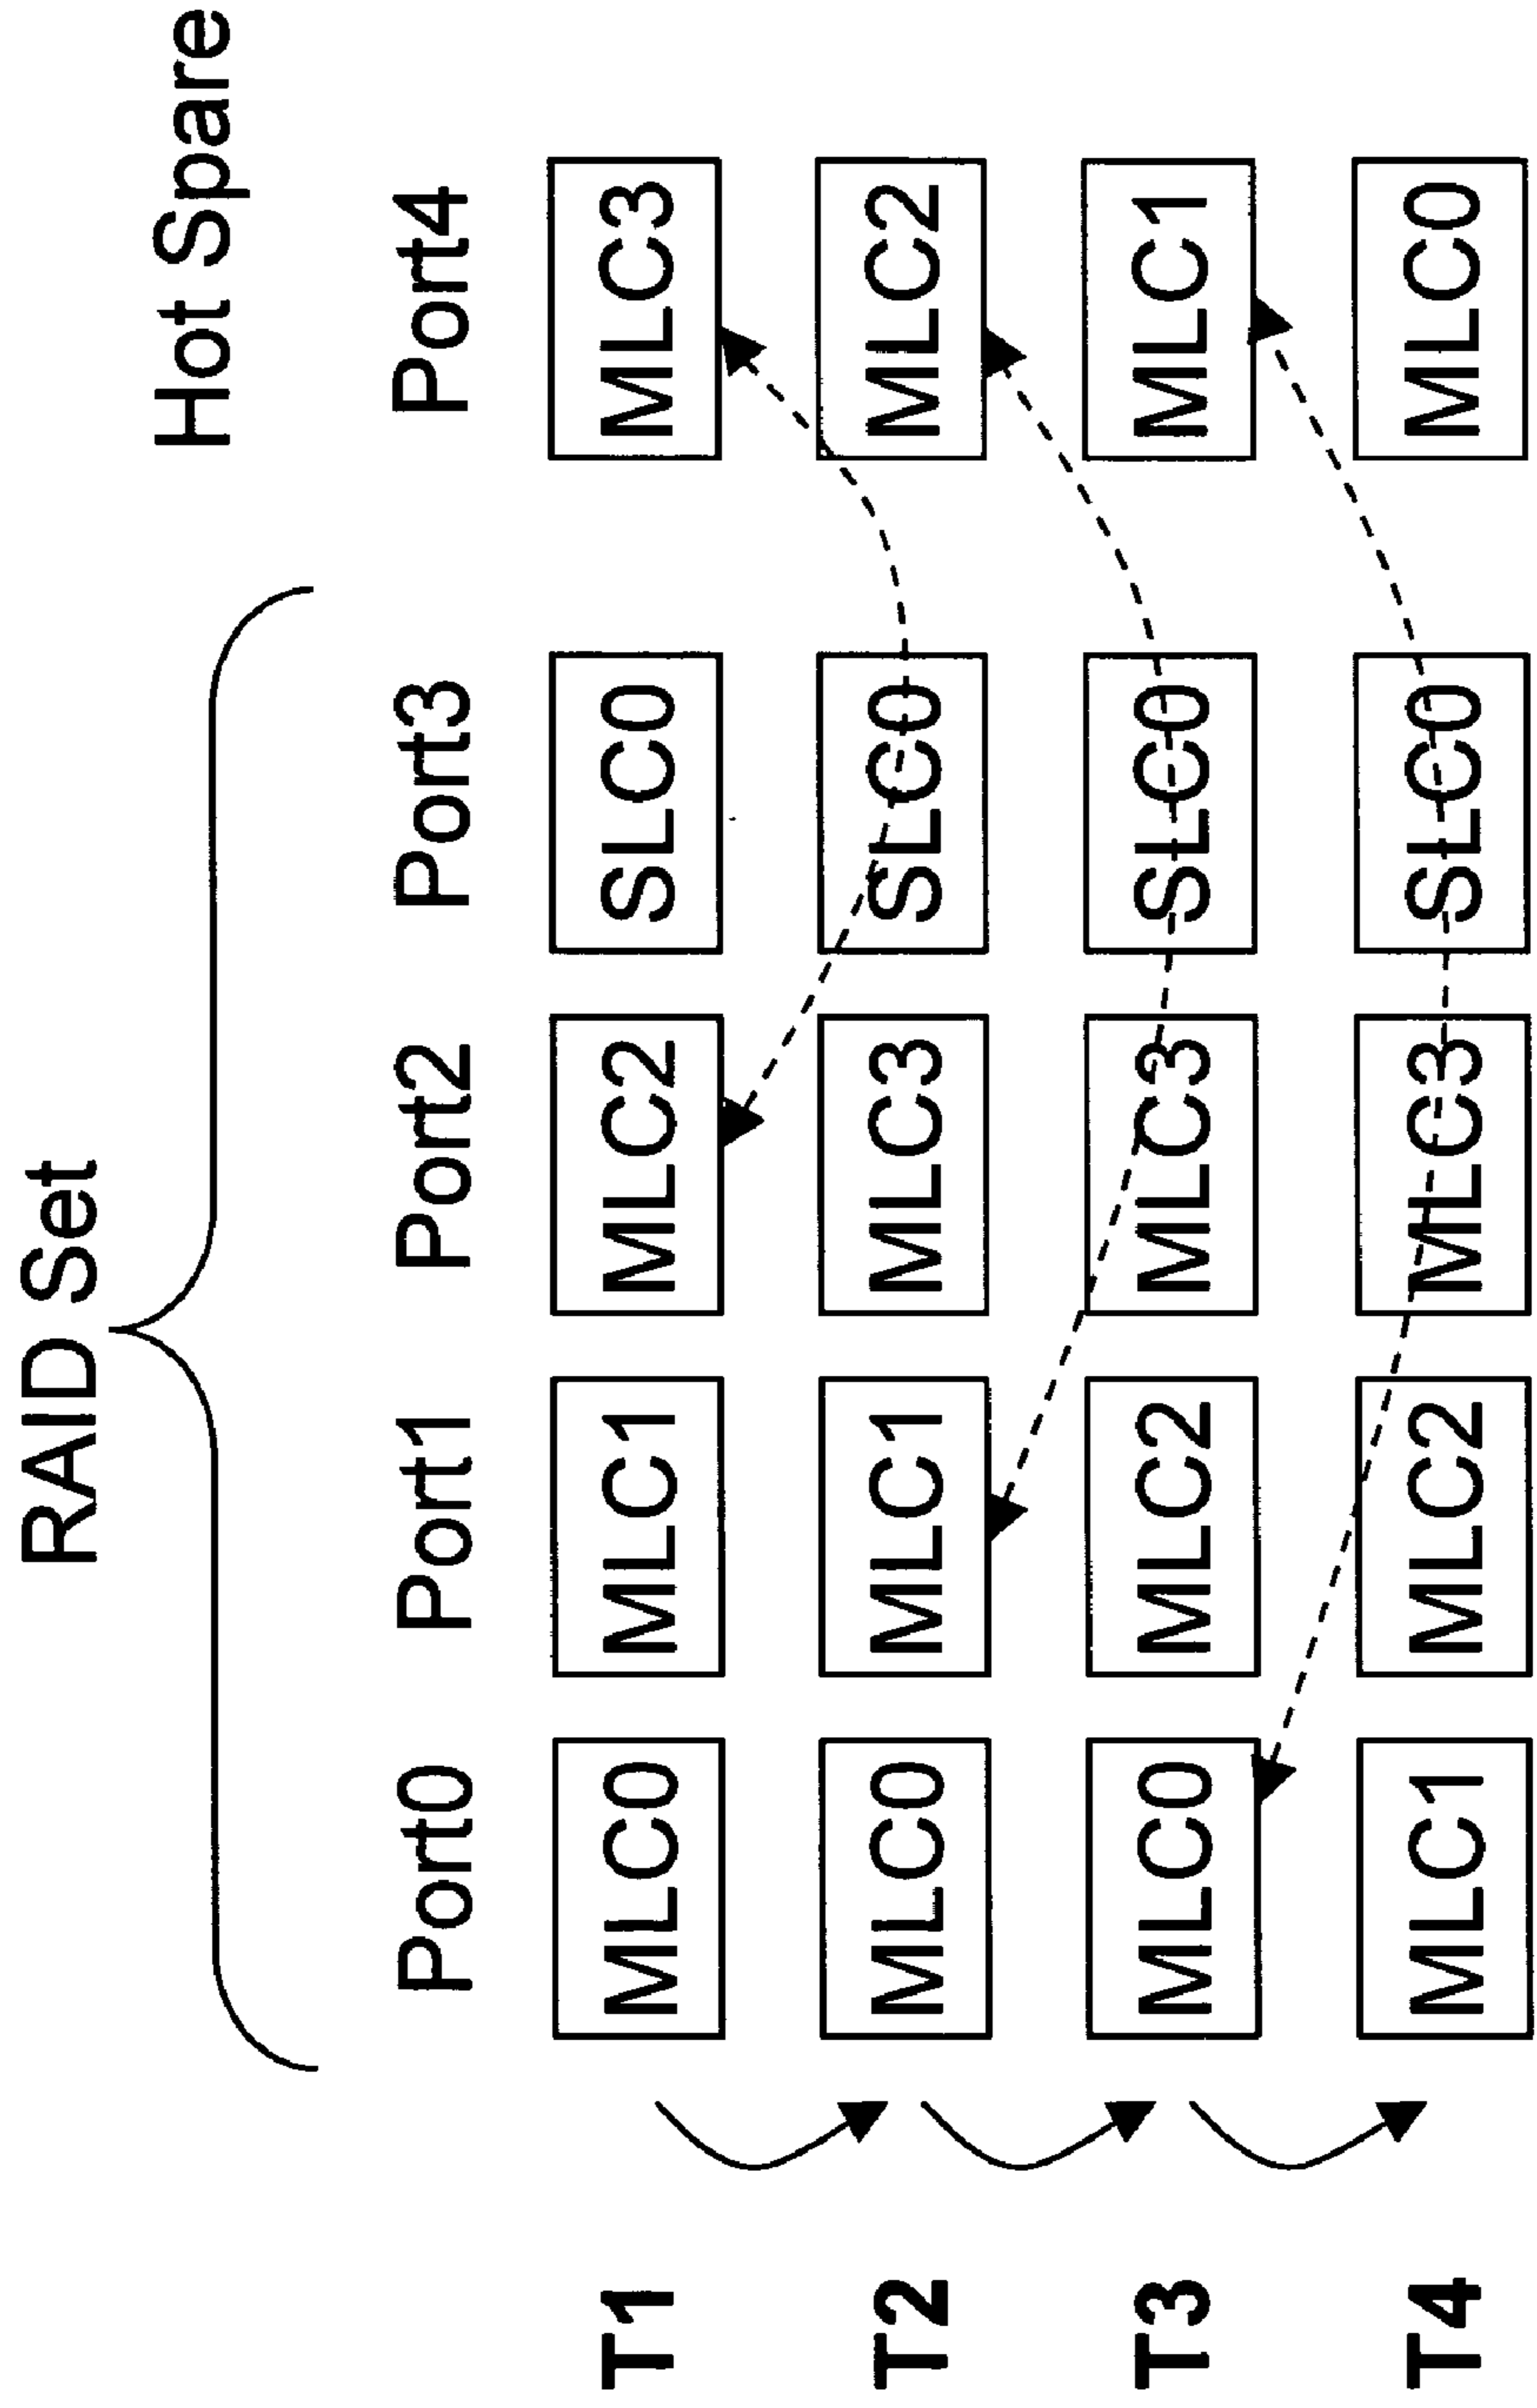 RAID Set
Hot Spare
Port0 Port1 Port2 Port3 Port4
T1 MLC0 MLC1 MLC2 SLC0 MLC3
T2 MLC0 MLC1 MLC3 SLC0 MLC2
T3 MLC0 MLC2 MLC3 SLC0 MLC1
T4 MLC1 MLC2 MLC3 SLC0 MLC0